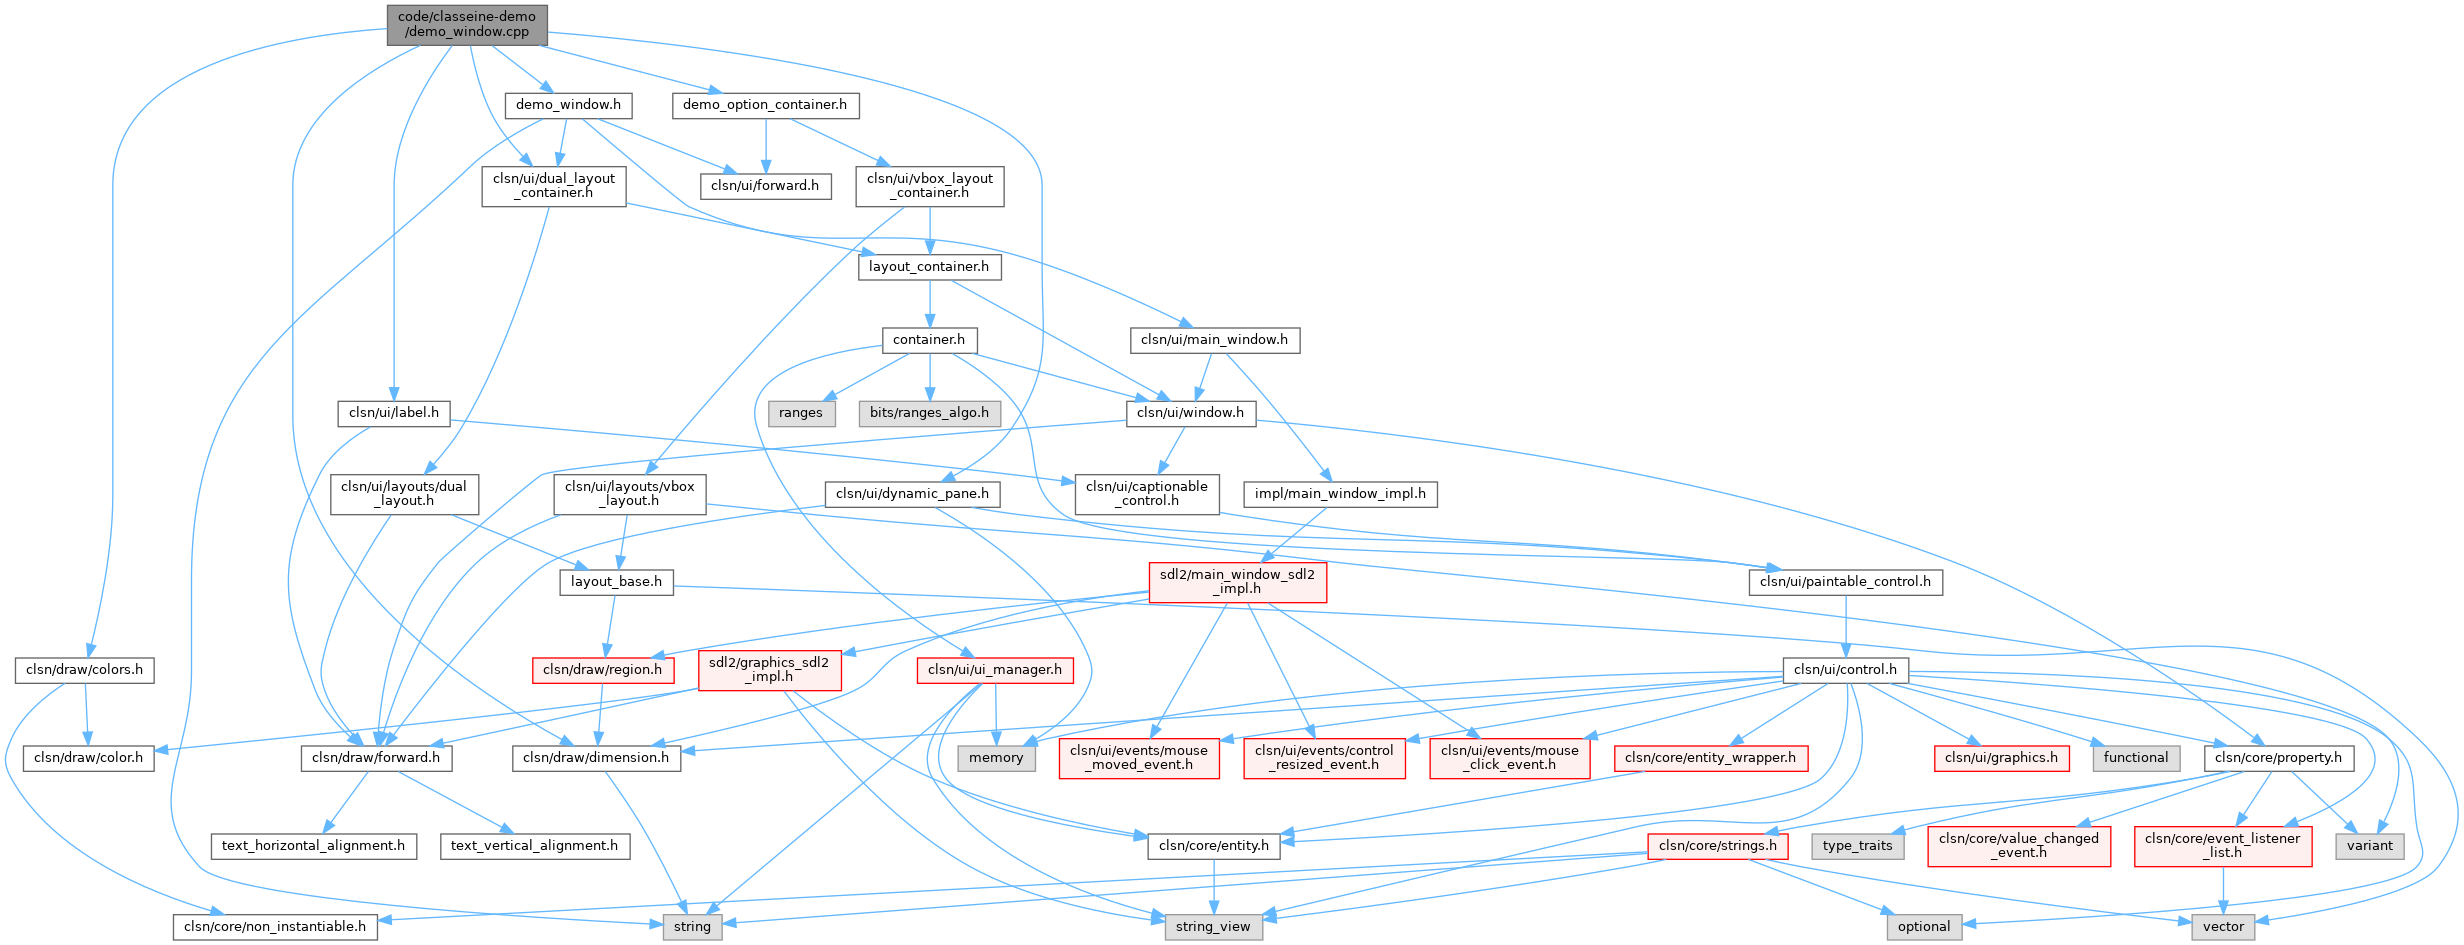 code/classeine-demo
/demo_window.cpp
demo_window.h
demo_option_container.h
clsn/ui/dual_layout
_container.h
clsn/ui/forward.h
clsn/ui/vbox_layout
_container.h
layout_container.h
container.h
clsn/ui/main_window.h
clsn/ui/label.h
ranges
bits/ranges_algo.h
clsn/ui/window.h
clsn/ui/layouts/dual
_layout.h
clsn/ui/layouts/vbox
_layout.h
clsn/ui/dynamic_pane.h
clsn/ui/captionable
_control.h
impl/main_window_impl.h
layout_base.h
sdl2/main_window_sdl2
_impl.h
clsn/ui/paintable_control.h
clsn/draw/colors.h
clsn/draw/region.h
sdl2/graphics_sdl2
_impl.h
clsn/ui/ui_manager.h
clsn/ui/control.h
clsn/draw/color.h
clsn/draw/forward.h
clsn/draw/dimension.h
memory
clsn/ui/events/mouse
_moved_event.h
clsn/ui/events/control
_resized_event.h
clsn/ui/events/mouse
_click_event.h
clsn/core/entity_wrapper.h
clsn/ui/graphics.h
functional
clsn/core/property.h
text_horizontal_alignment.h
text_vertical_alignment.h
clsn/core/entity.h
clsn/core/strings.h
type_traits
clsn/core/value_changed
_event.h
clsn/core/event_listener
_list.h
variant
clsn/core/non_instantiable.h
string
string_view
optional
vector